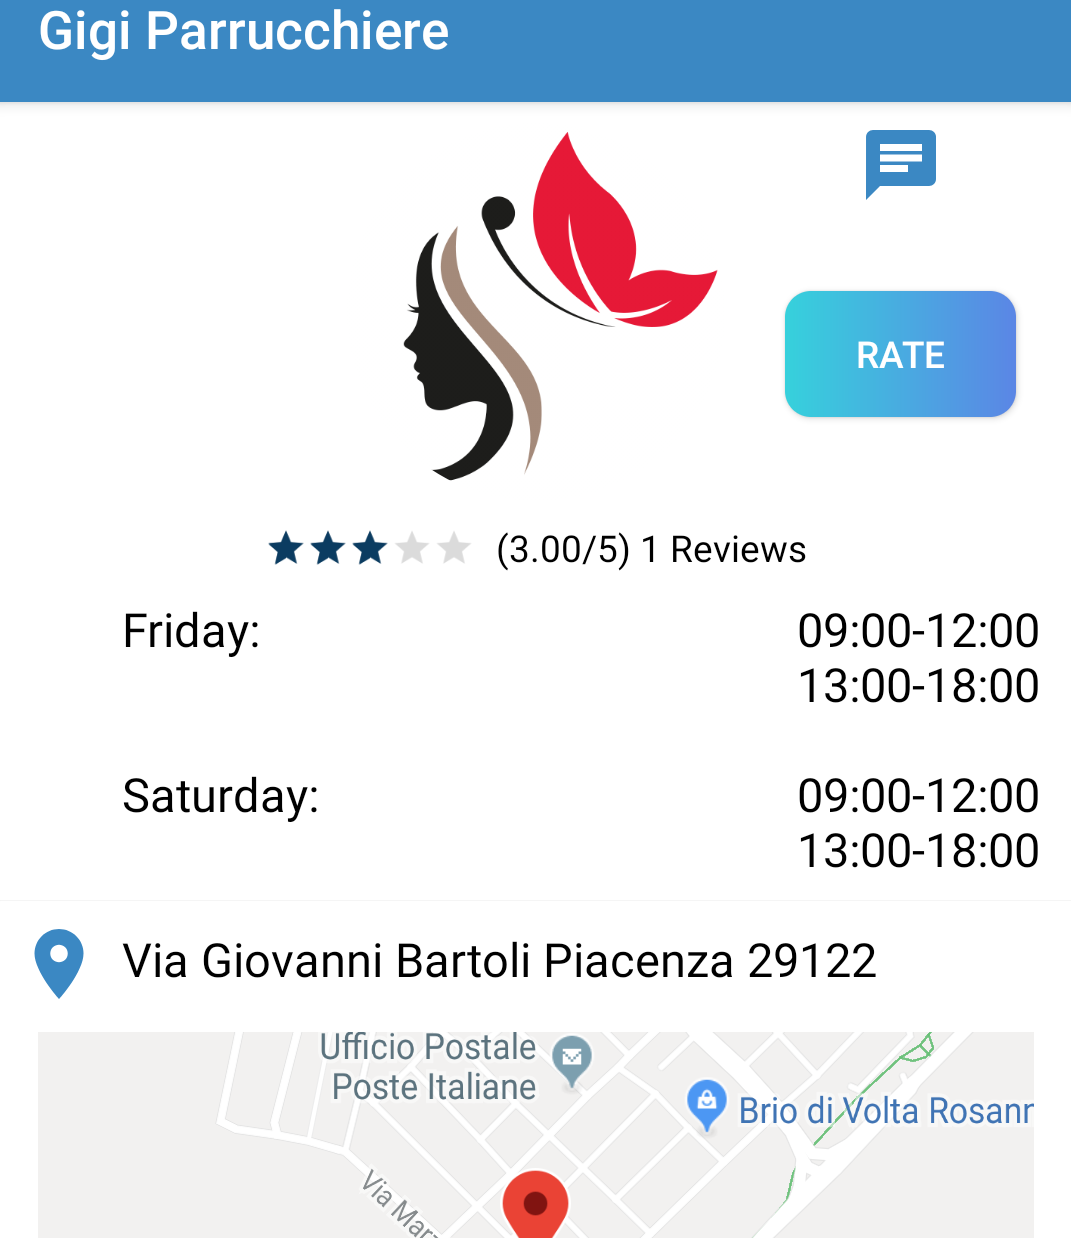 Gigi Parrucchiere
RATE
(3.00/5) 1 Reviews
Friday: 09:00-12:00
13:00-18:00
Saturday: 09:00-12:00
13:00-18:00
Via Giovanni Bartoli Piacenza 29122
Ufficio Postale
Poste Italiane
Brio di Volta Rosann
Via Marz